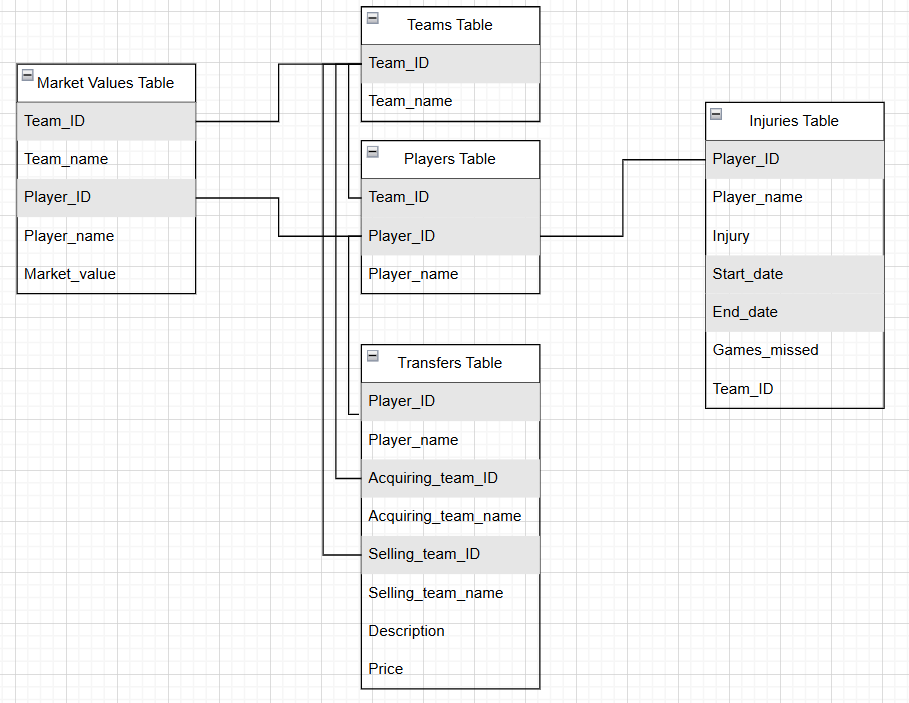 Teams Table
Team_ID
Team_name
Market Values Table
Team_ID
Team_name
Player_ID
Player_name
Market_value
Players Table
Team_ID
Player_ID
Player_name
Injuries Table
Player_ID
Player_name
Injury
Start_date
End_date
Games_missed
Team_ID
Transfers Table
Player_ID
Player_name
Acquiring_team_ID
Acquiring_team_name
Selling_team_ID
Selling_team_name
Description
Price